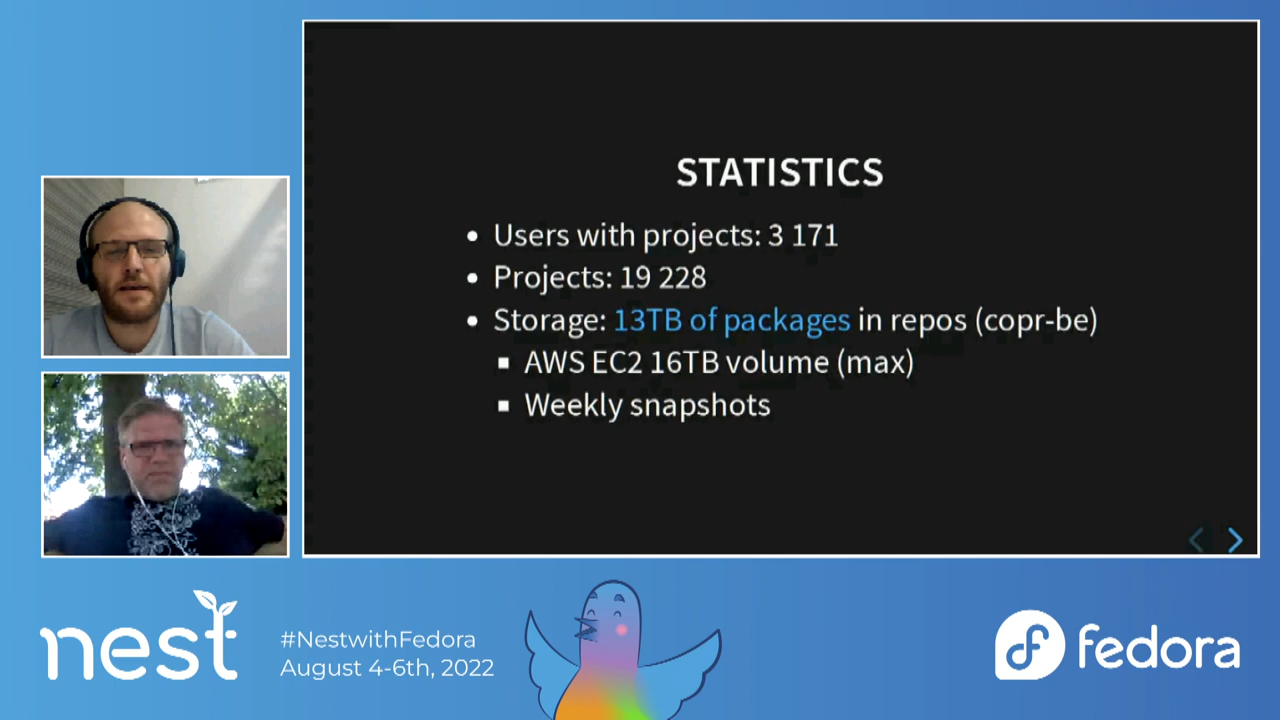 STATISTICS
• Users with projects: 3 171
• Projects: 19 228
• Storage: 13TB of packages in repos (copr-be)
▪ AWS EC2 16TB volume (max)
▪ Weekly snapshots
nest
#NestwithFedora
August 4-6th, 2022
fedora